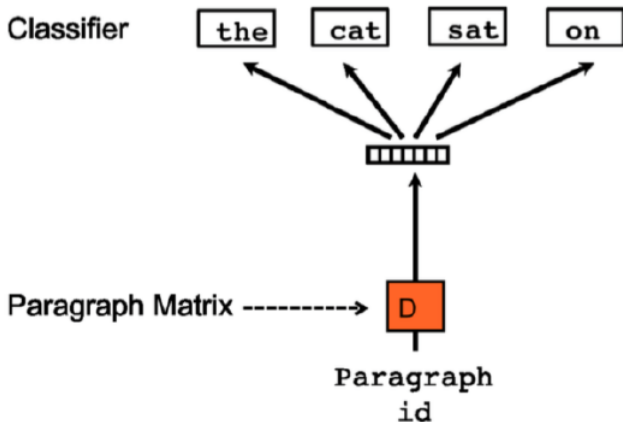 Classifier the cat sat on
Paragraph Matrix D
Paragraph
id